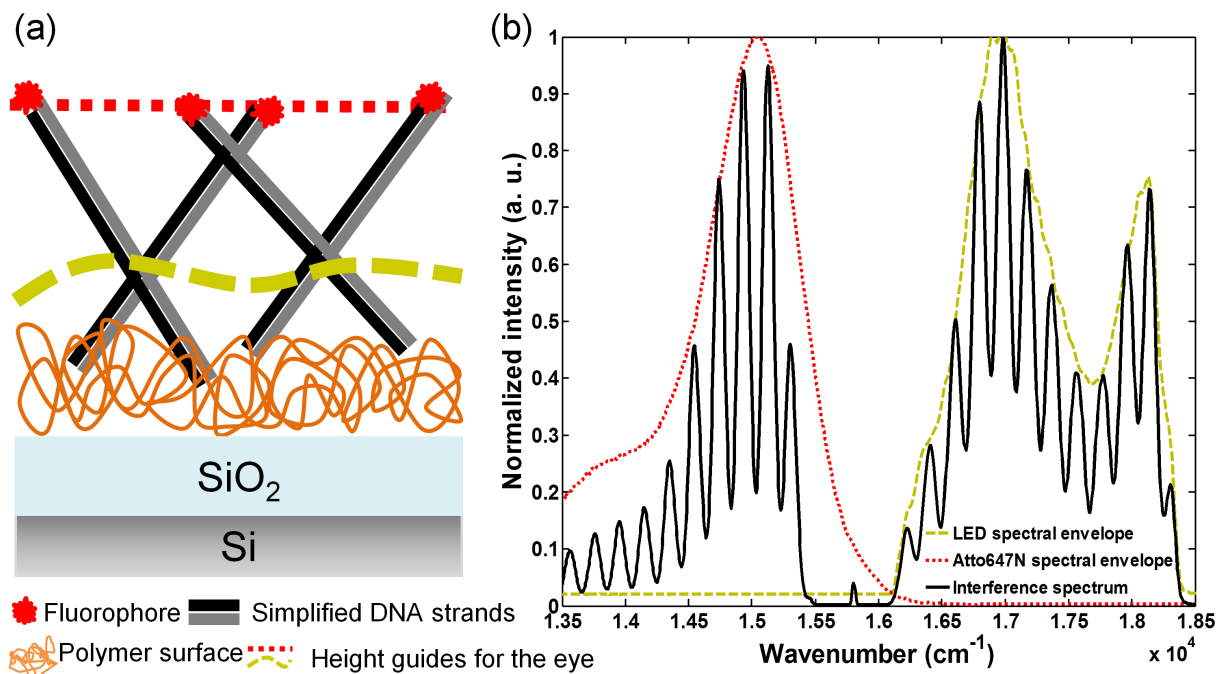 (a)
SiO2
Si
Fluorophore
Simplified DNA strands
Polymer surface
Height guides for the eye
(b)
Normalized intensity (a. u.)
1
0.9
0.8
0.7
0.6
0.5
0.4
0.3
0.2
0.1
0
LED spectral envelope
Atto647N spectral envelope
Interference spectrum
1.35 1.4 1.45 1.5 1.55 1.6 1.65 1.7 1.75 1.8 1.85
Wavenumber (cm-1)
x 10^4